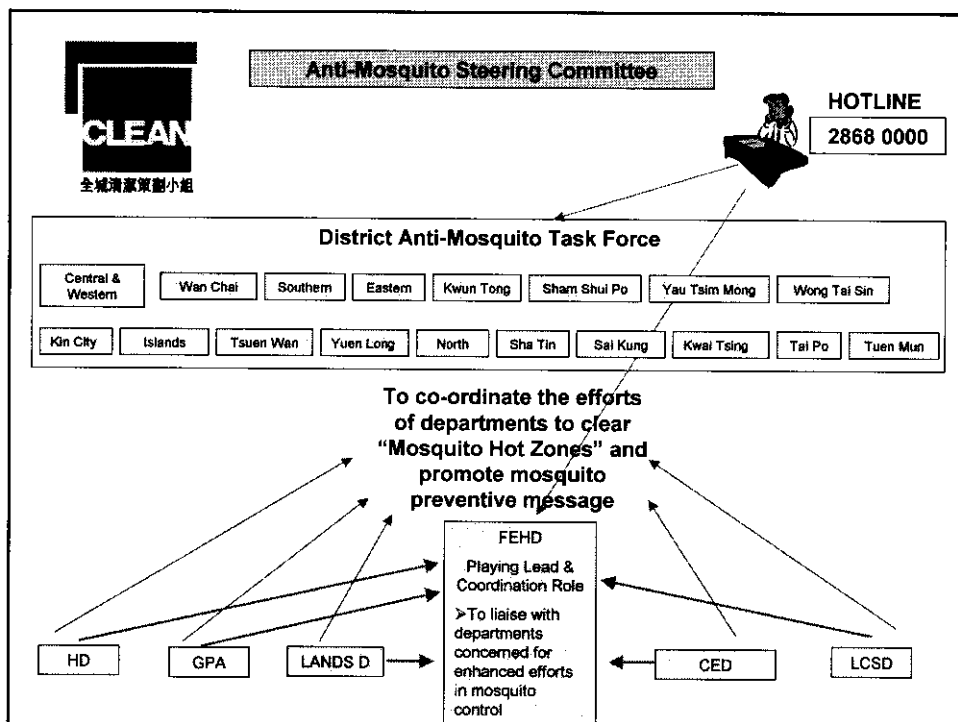 Anti-Mosquito Steering Committee
CLEAN
全城清潔策劃小組
HOTLINE
2868 0000
District Anti-Mosquito Task Force
Central &
Western
Wan Chai
Southern
Eastern
Kwun Tong
Sham Shui Po
Yau Tsim Mong
Wong Tai Sin
Kln City
Islands
Tsuen Wan
Yuen Long
North
Sha Tin
Sai Kung
Kwai Tsing
Tai Po
Tuen Mun
To co-ordinate the efforts
of departments to clear
“Mosquito Hot Zones” and
promote mosquito
preventive message
FEHD
Playing Lead &
Coordination Role
➢To liaise with
departments
concerned for
enhanced efforts
in mosquito
control
HD
GPA
LANDS D
CED
LCSD